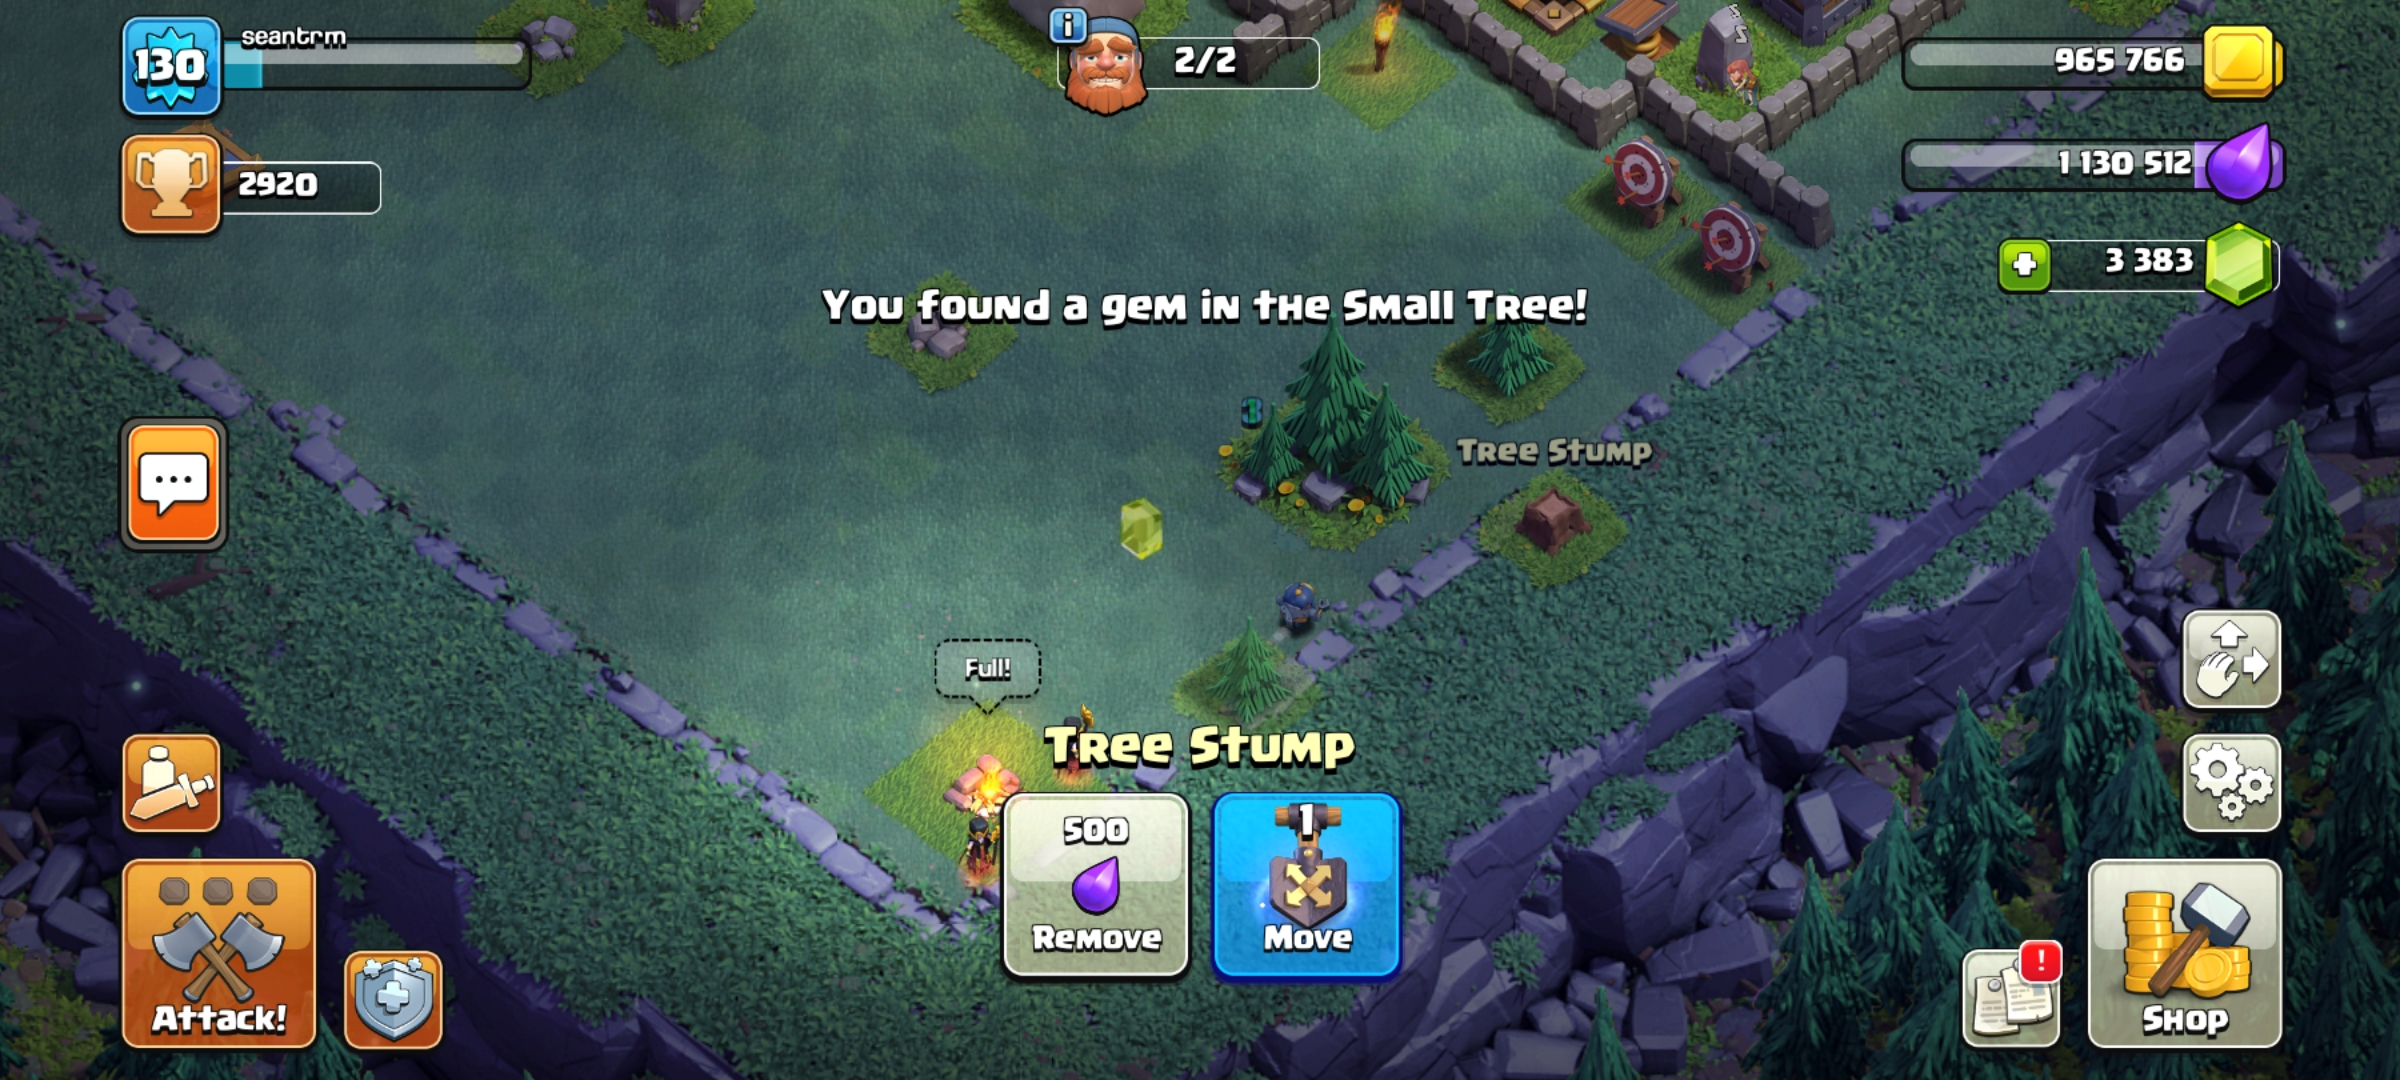 130
seantrm
2/2
965 766
2920
1 130 512
3 383
You found a gem in the Small Tree!
3
Tree Stump
Full!
Tree Stump
500
Remove
1
Move
Attack!
!
Shop